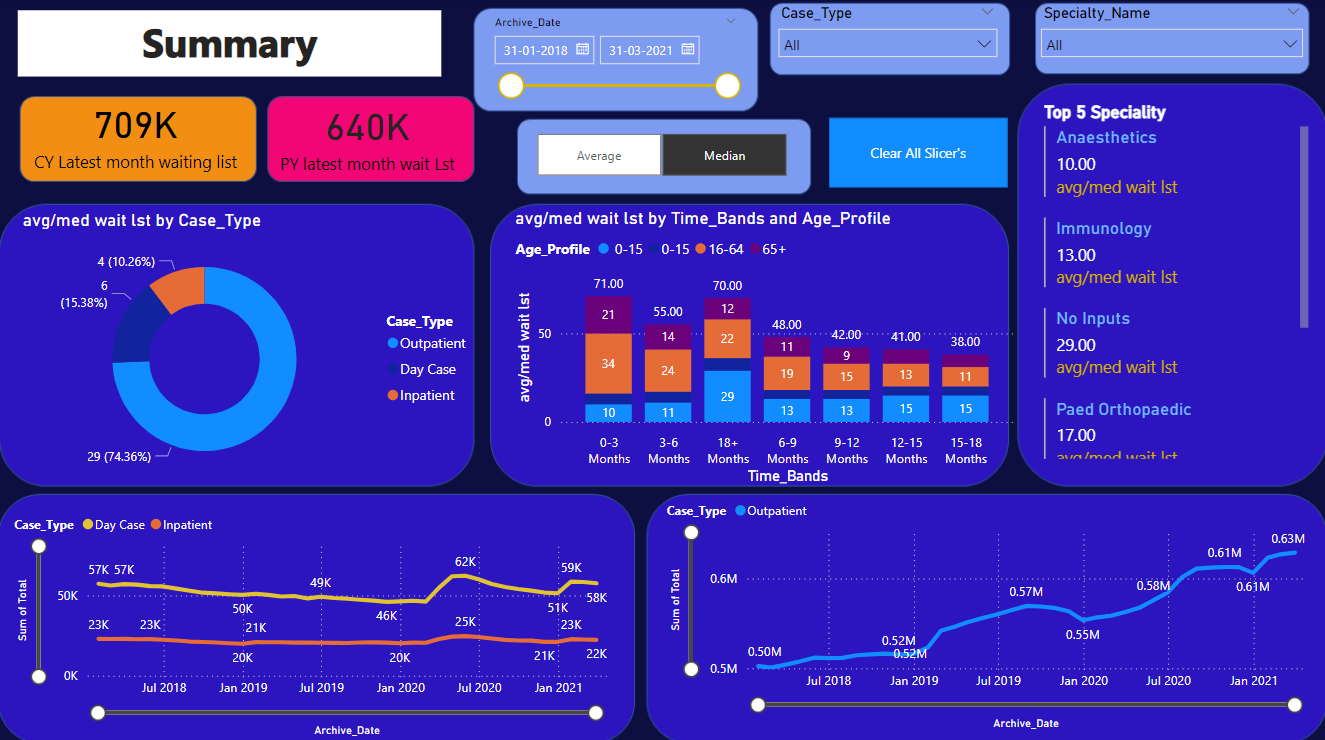 Summary
Archive_Date
31-01-2018
31-03-2021
Case_Type
All
Specialty_Name
All
709K
CY Latest month waiting list
640K
PY latest month wait Lst
Average
Median
Clear All Slicer's
Top 5 Speciality
Anaesthetics
10.00
avg/med wait lst
Immunology
13.00
avg/med wait lst
No Inputs
29.00
avg/med wait lst
Paed Orthopaedic
17.00
avg/med wait lst
avg/med wait lst by Case_Type
4 (10.26%)
6
(15.38%)
29 (74.36%)
Case_Type
Outpatient
Day Case
Inpatient
avg/med wait lst by Time_Bands and Age_Profile
Age_Profile 0-15 0-15 16-64 65+
avg/med wait lst
50
0
71.00
21
34
10
55.00
14
24
11
70.00
12
22
29
48.00
11
19
13
42.00
9
15
13
41.00
13
15
38.00
11
15
0-3 Months
3-6 Months
18+ Months
6-9 Months
9-12 Months
12-15 Months
15-18 Months
Time_Bands
Case_Type Day Case Inpatient
Sum of Total
50K
0K
57K 57K
50K
49K
46K
62K
51K
59K
58K
23K
23K
20K
21K
20K
25K
21K
23K
22K
Jul 2018 Jan 2019 Jul 2019 Jan 2020 Jul 2020 Jan 2021
Archive_Date
Case_Type Outpatient
Sum of Total
0.6M
0.5M
0.50M
0.52M
0.52M
0.57M
0.55M
0.58M
0.61M
0.61M
0.63M
Jul 2018 Jan 2019 Jul 2019 Jan 2020 Jul 2020 Jan 2021
Archive_Date